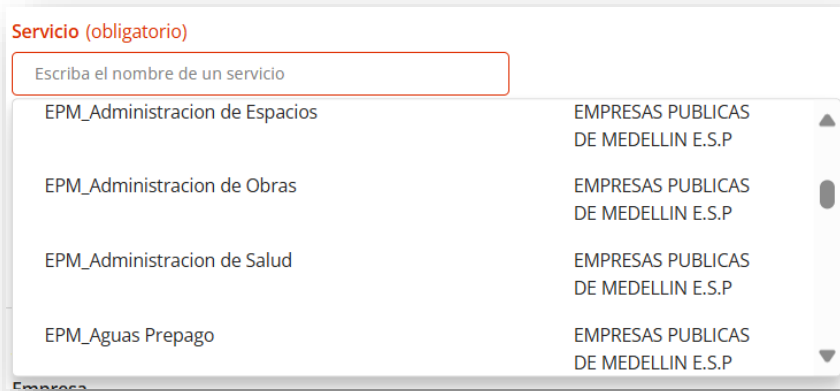 Servicio (obligatorio)
Escriba el nombre de un servicio
EPM_Administracion de Espacios EMPRESAS PUBLICAS
DE MEDELLIN E.S.P
EPM_Administracion de Obras EMPRESAS PUBLICAS
DE MEDELLIN E.S.P
EPM_Administracion de Salud EMPRESAS PUBLICAS
DE MEDELLIN E.S.P
EPM_Aguas Prepago EMPRESAS PUBLICAS
DE MEDELLIN E.S.P
Empresa